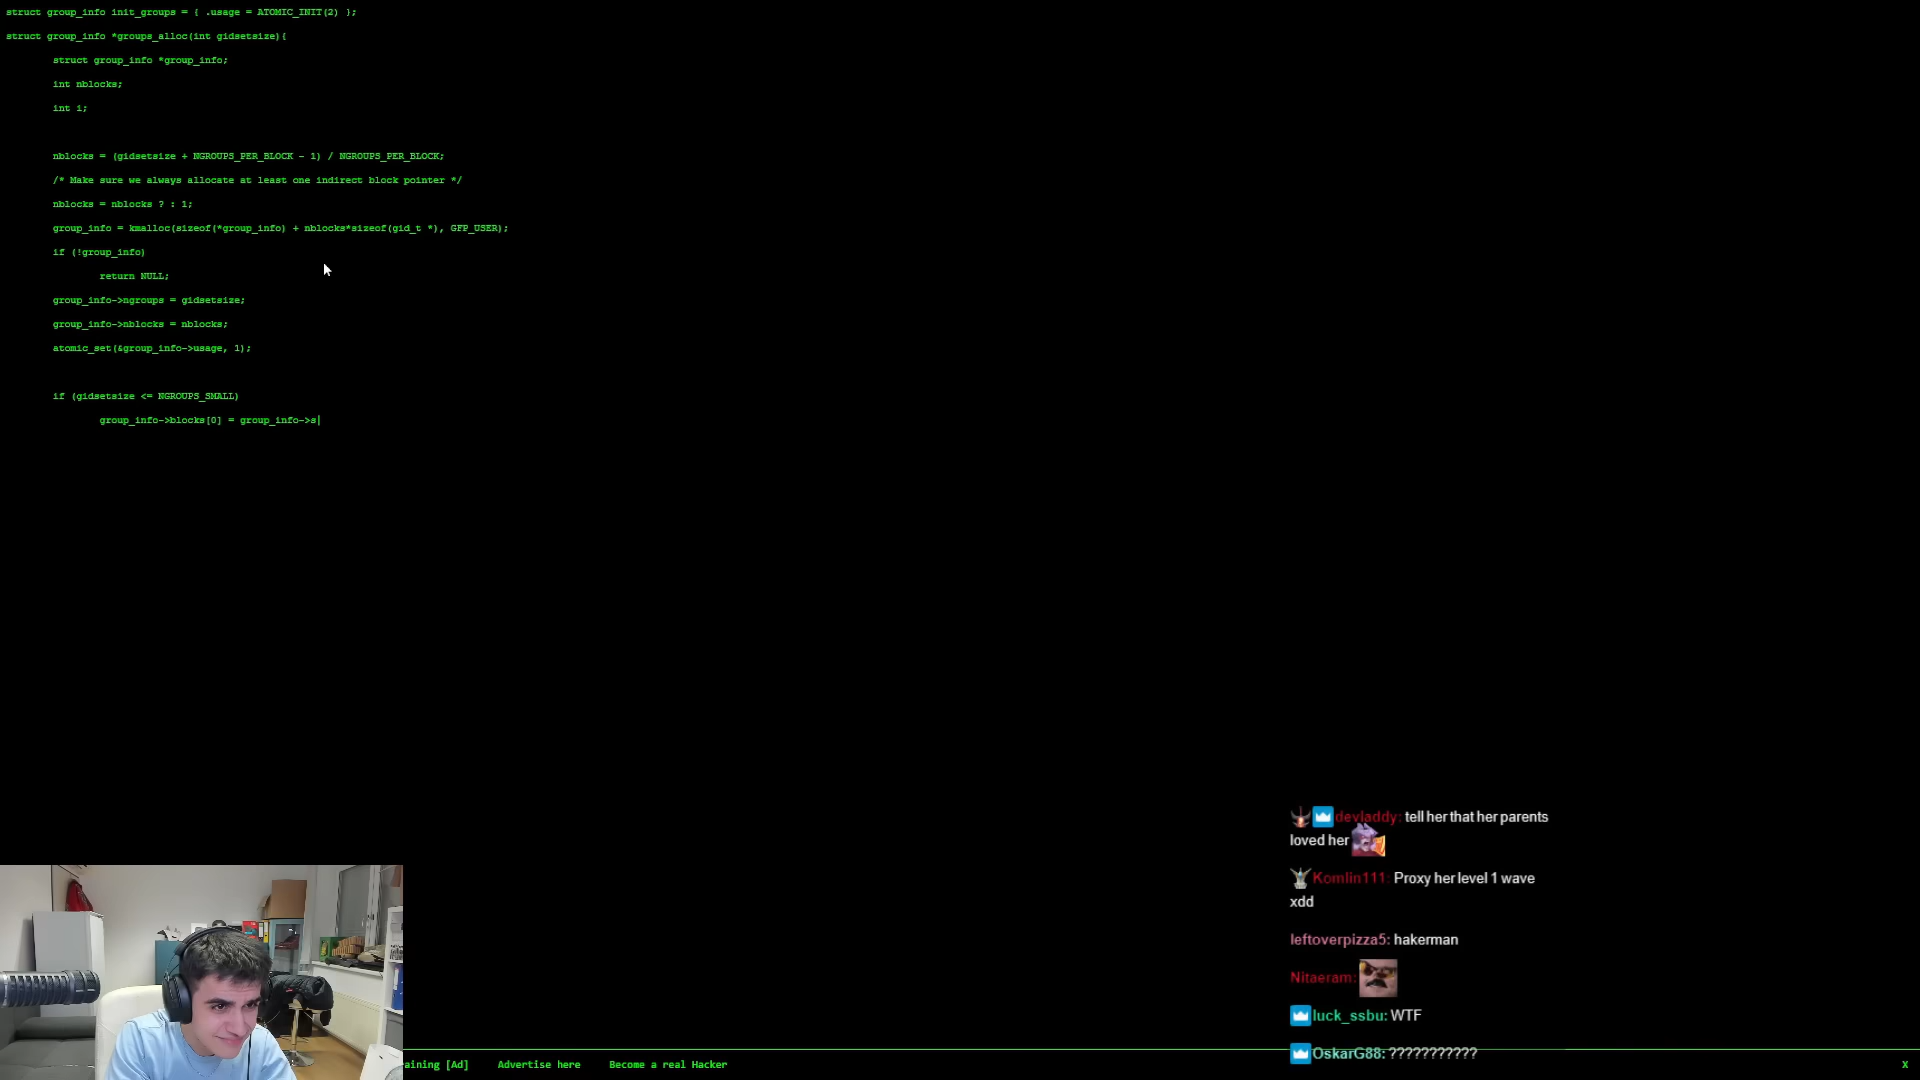 struct group_info init_groups = { .usage = ATOMIC_INIT(2) };
struct group_info *groups_alloc(int gidsetsize){
struct group_info *group_info;
int nblocks;
int i;
nblocks = (gidsetsize + NGROUPS_PER_BLOCK - 1) / NGROUPS_PER_BLOCK;
/* Make sure we always allocate at least one indirect block pointer */
nblocks = nblocks ? : 1;
group_info = kmalloc(sizeof(*group_info) + nblocks*sizeof(gid_t *), GFP_USER);
if (!group_info)
return NULL;
group_info->ngroups = gidsetsize;
group_info->nblocks = nblocks;
atomic_set(&group_info->usage, 1);
if (gidsetsize <= NGROUPS_SMALL)
group_info->blocks[0] = group_info->s|
devladdy: tell her that her parents
loved her
Komlin111: Proxy her level 1 wave
xdd
leftoverpizza5: hakerman
Nitaeram:
luck_ssbu: WTF
OskarG88: ???????????
aining [Ad] Advertise here Become a real Hacker x